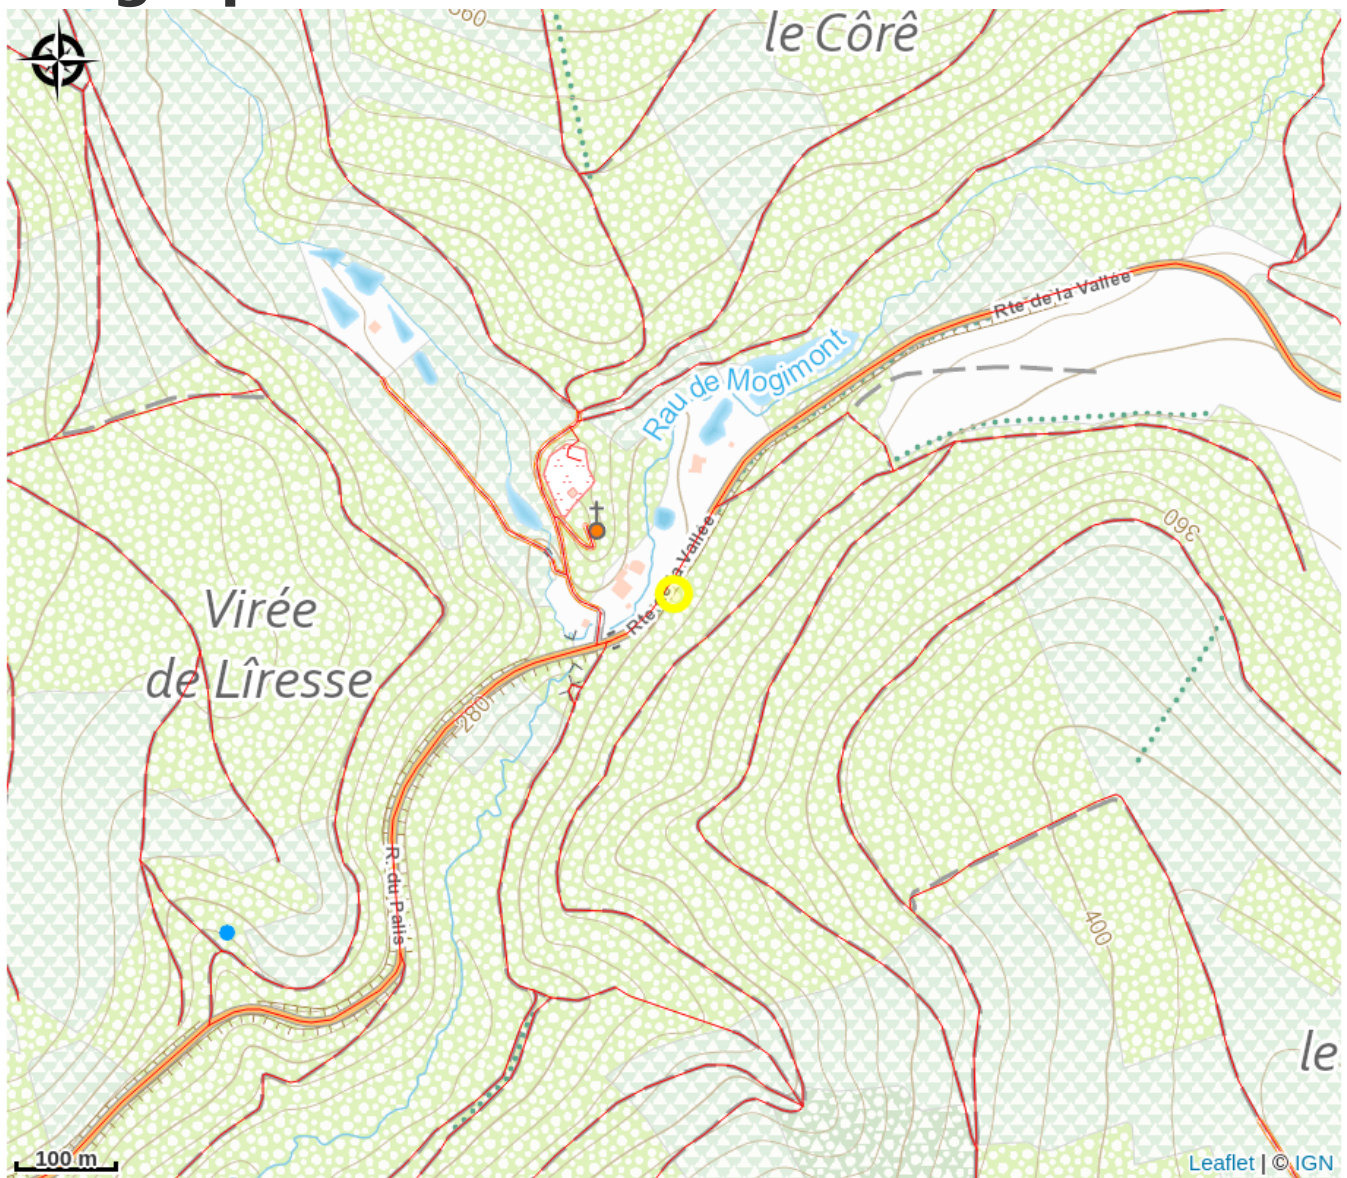 360
le Côrê
Rte de la Vallée
Rau de Mogimont
360
Rte de la Vallée
Virée
de Lîresse
280
R. du Palis
400
le
100 m
Leaflet | © IGN